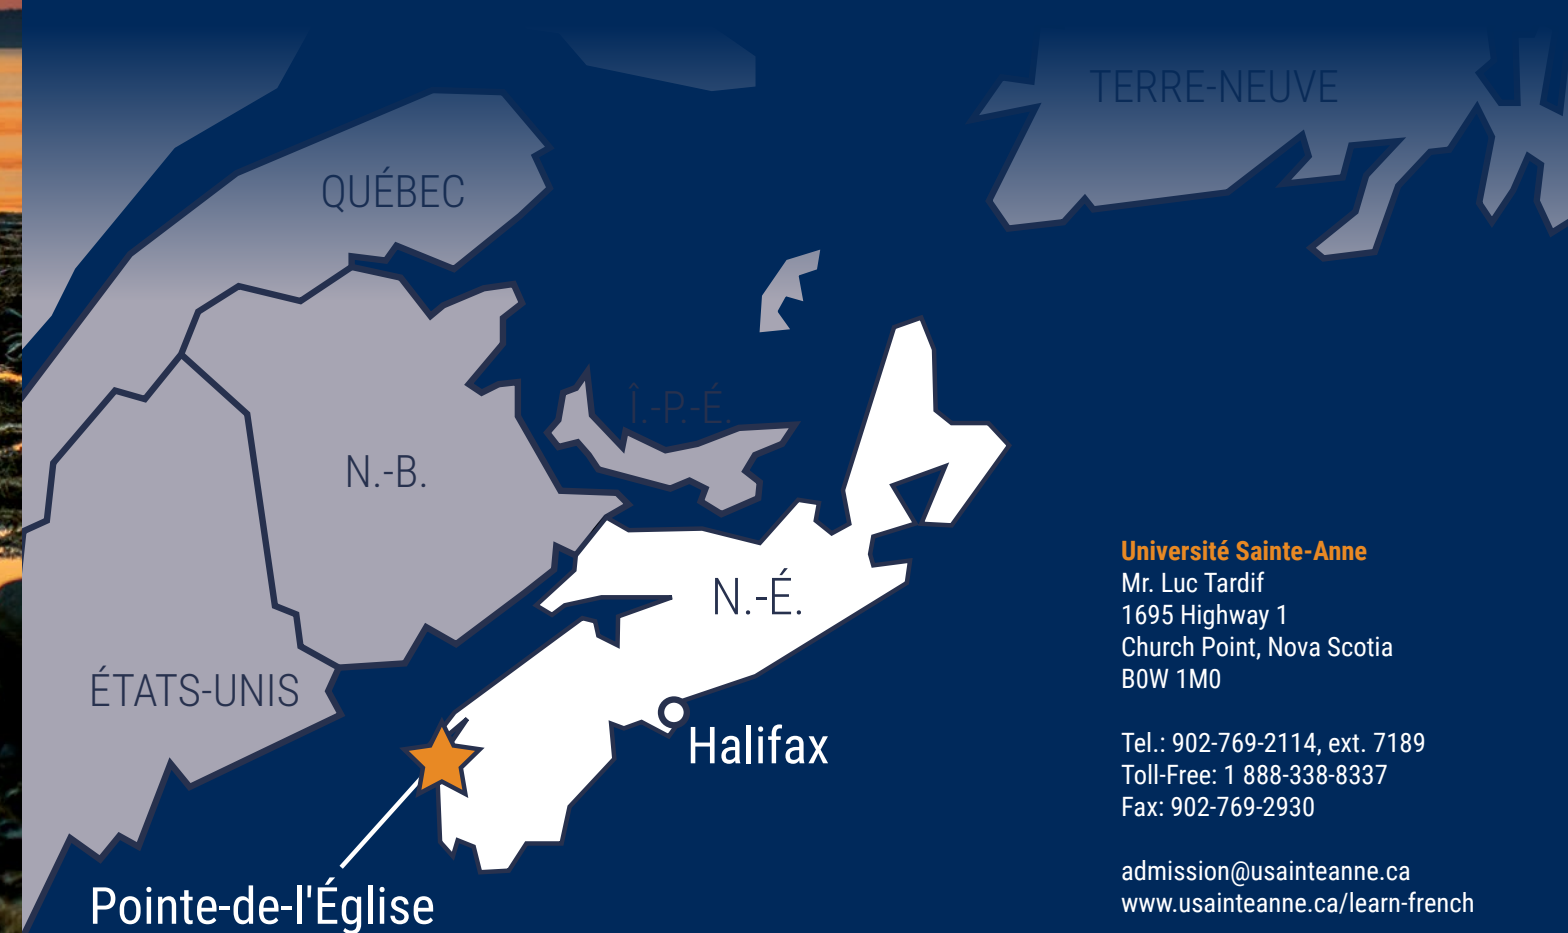 TERRE-NEUVE
QUÉBEC
Î.-P.-É.
N.-B.
N.-É.
ÉTATS-UNIS
Halifax
Pointe-de-l'Église
Université Sainte-Anne
Mr. Luc Tardif
1695 Highway 1
Church Point, Nova Scotia
B0W 1M0
Tel.: 902-769-2114, ext. 7189
Toll-Free: 1 888-338-8337
Fax: 902-769-2930
admission@usainteanne.ca
www.usainteanne.ca/learn-french